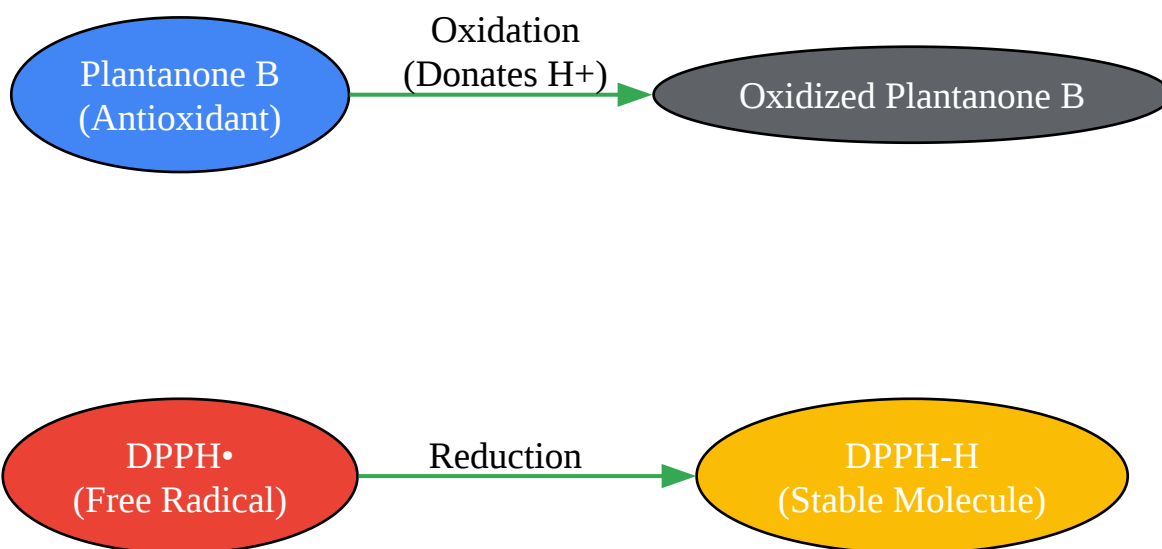 Oxidation
(Donates H+)
Plantanone B
(Antioxidant)
Oxidized Plantanone B
DPPH•
(Free Radical)
Reduction
DPPH-H
(Stable Molecule)